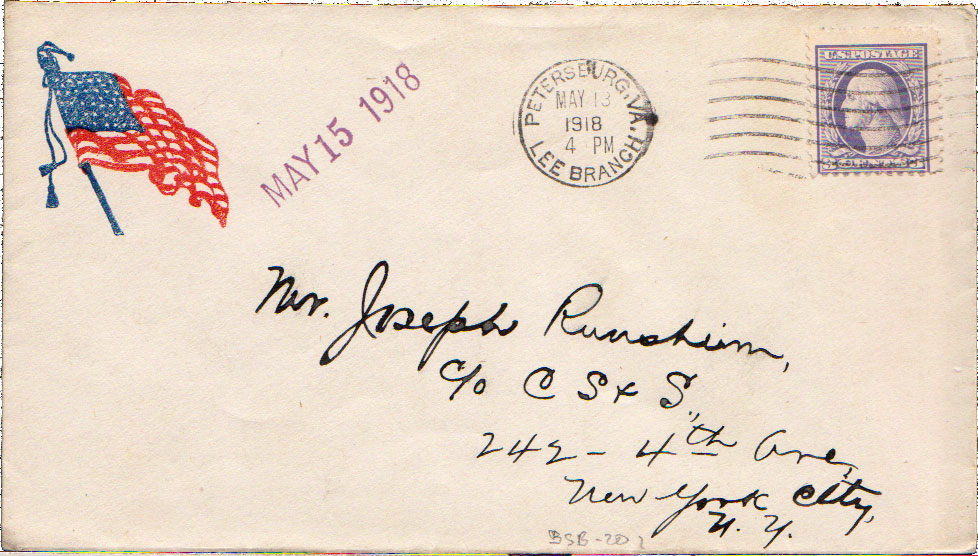 MAY 15 1918
PETERSBURG, VA.
MAY 13
1918
4 PM
LEE BRANCH
U.S. POSTAGE
Mr. Joseph
c/o C S & S.,
242 - 4th Ave,
New York City,
N. Y.
BSB-20